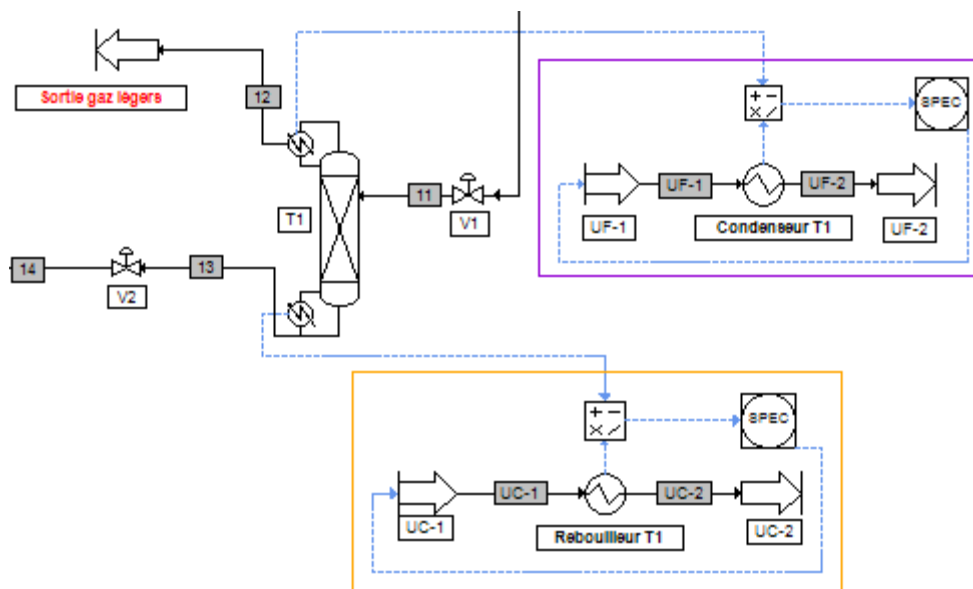 Sortie gaz légers
12
T1
11
V1
14
V2
13
+ -
x /
SPEC
UF-1
UF-2
UF-1
Condenseur T1
UF-2
+ -
x /
SPEC
UC-1
UC-2
UC-1
Rebouilleur T1
UC-2